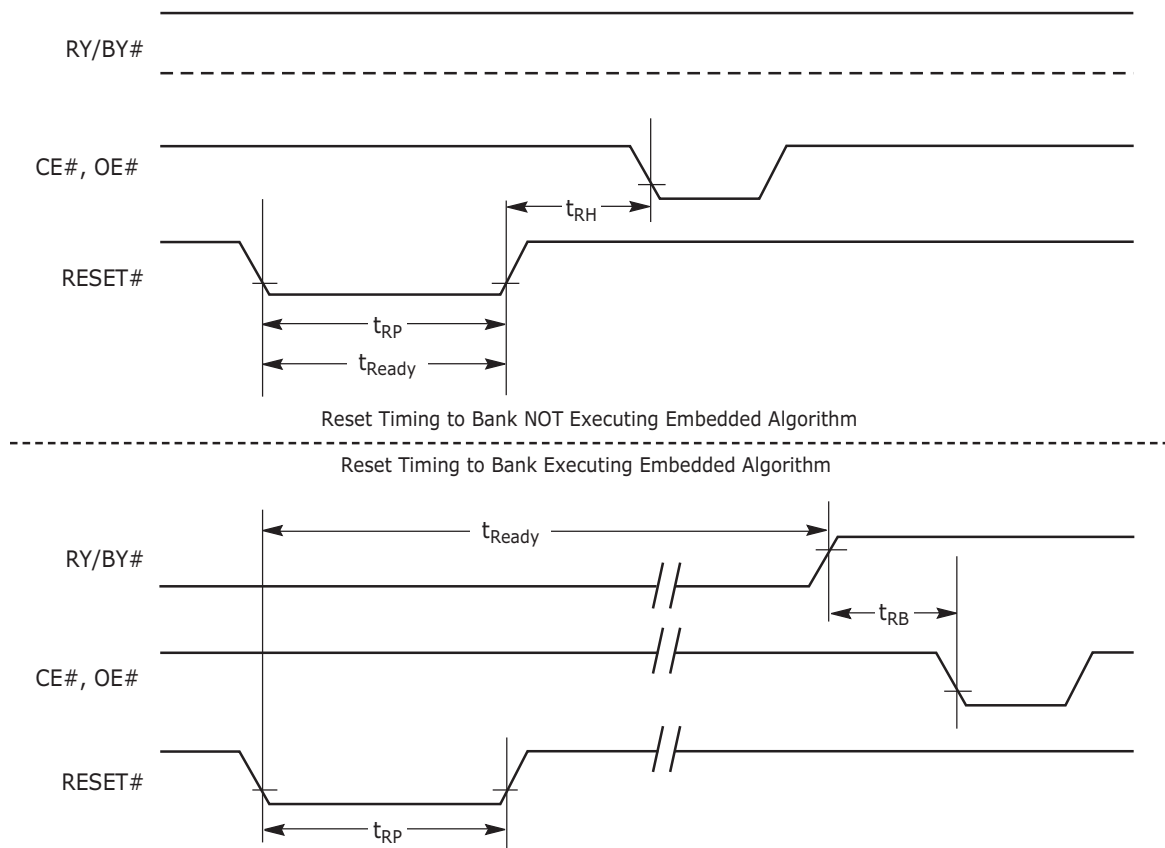 RY/BY#
CE#, OE#
tRH
RESET#
tRP
tReady
Reset Timing to Bank NOT Executing Embedded Algorithm
Reset Timing to Bank Executing Embedded Algorithm
tReady
RY/BY#
tRB
CE#, OE#
RESET#
tRP